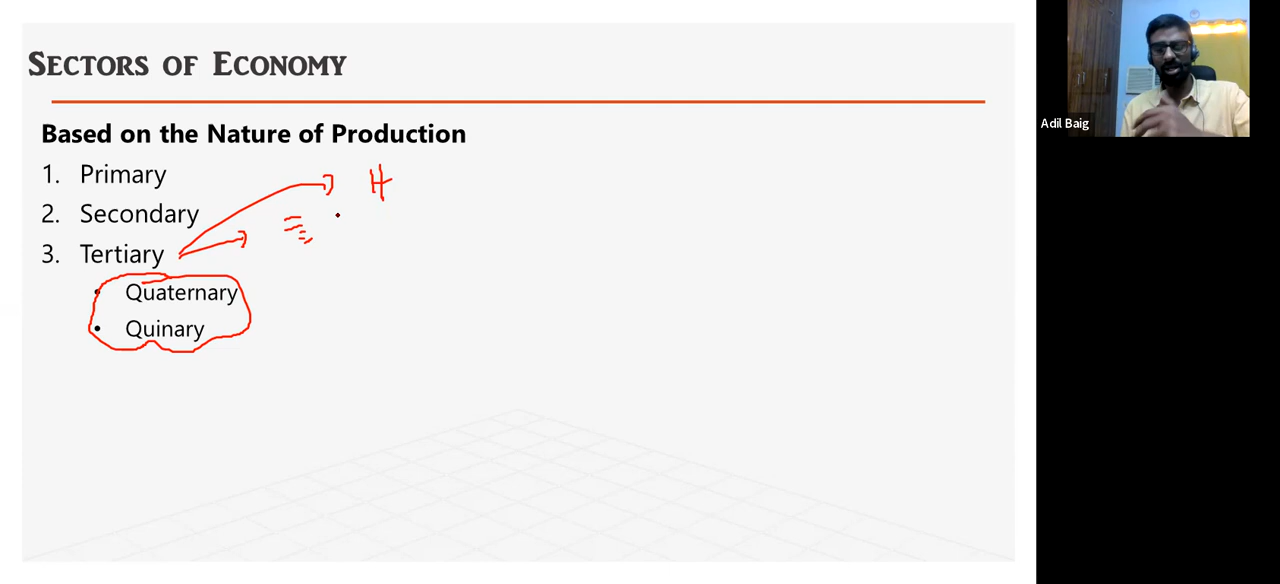 SECTORS OF ECONOMY
Based on the Nature of Production
1. Primary
2. Secondary
3. Tertiary
• Quaternary
• Quinary
H
Adil Baig